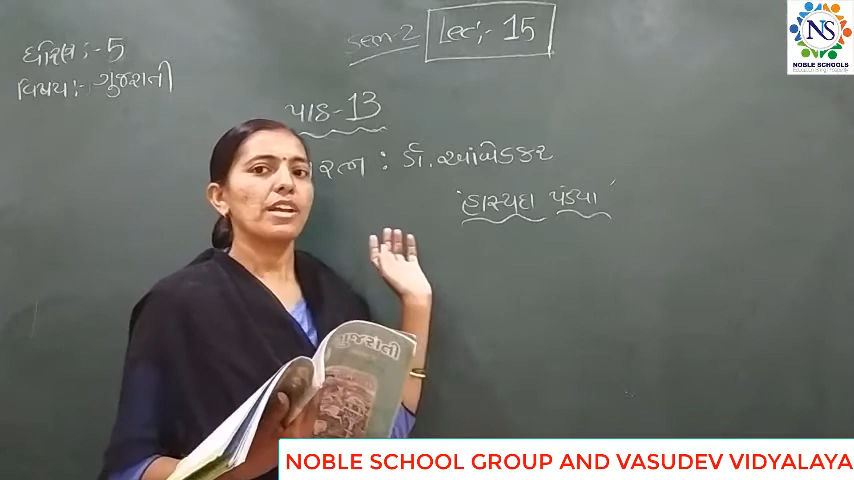 ધોરણ :- 5
વિષય :- ગુજરાતી
sem-2
Lec :- 15
પાઠ-13
રત્ન : ડૉ. આંબેડકર
'હાસ્યદા પંડ્યા'
ગુજરાતી
NS
NOBLE SCHOOLS
NOBLE SCHOOL GROUP AND VASUDEV VIDYALAYA